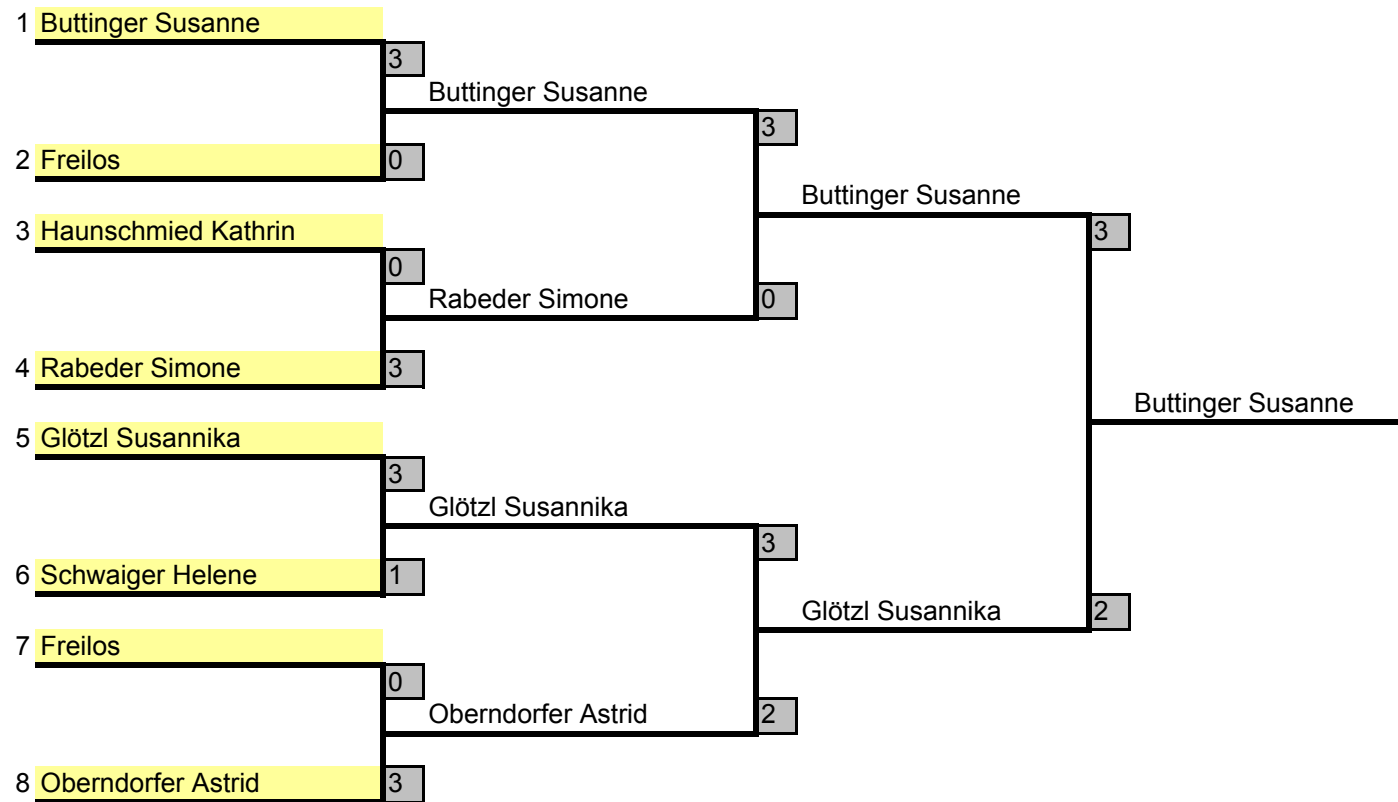 1 Buttinger Susanne
3
Buttinger Susanne
3
2 Freilos
0
Buttinger Susanne
3 Haunschmied Kathrin
3
0
Rabeder Simone
0
4 Rabeder Simone
3
Buttinger Susanne
5 Glötzl Susannika
3
Glötzl Susannika
3
6 Schwaiger Helene
1
Glötzl Susannika
2
7 Freilos
0
Oberndorfer Astrid
2
8 Oberndorfer Astrid
3